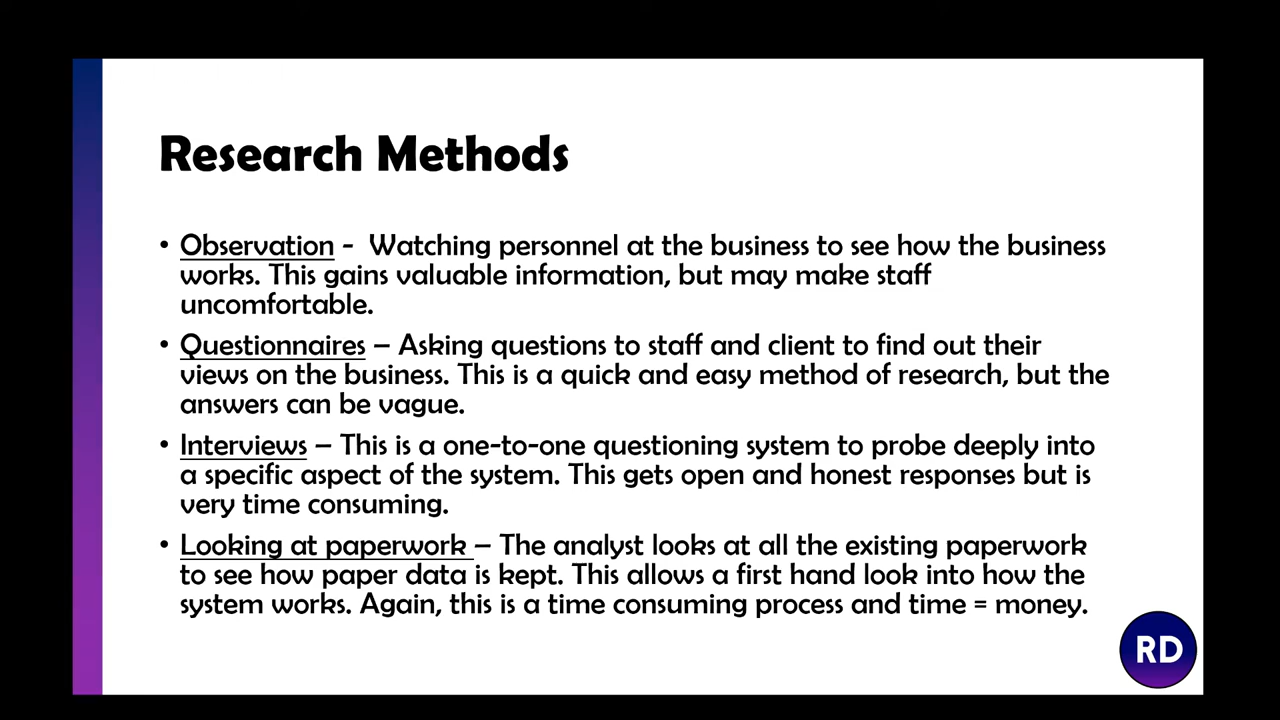 Research Methods
• Observation -  Watching personnel at the business to see how the business
works. This gains valuable information, but may make staff
uncomfortable.
• Questionnaires – Asking questions to staff and client to find out their
views on the business. This is a quick and easy method of research, but the
answers can be vague.
• Interviews – This is a one-to-one questioning system to probe deeply into
a specific aspect of the system. This gets open and honest responses but is
very time consuming.
• Looking at paperwork – The analyst looks at all the existing paperwork
to see how paper data is kept. This allows a first hand look into how the
system works. Again, this is a time consuming process and time = money.
RD